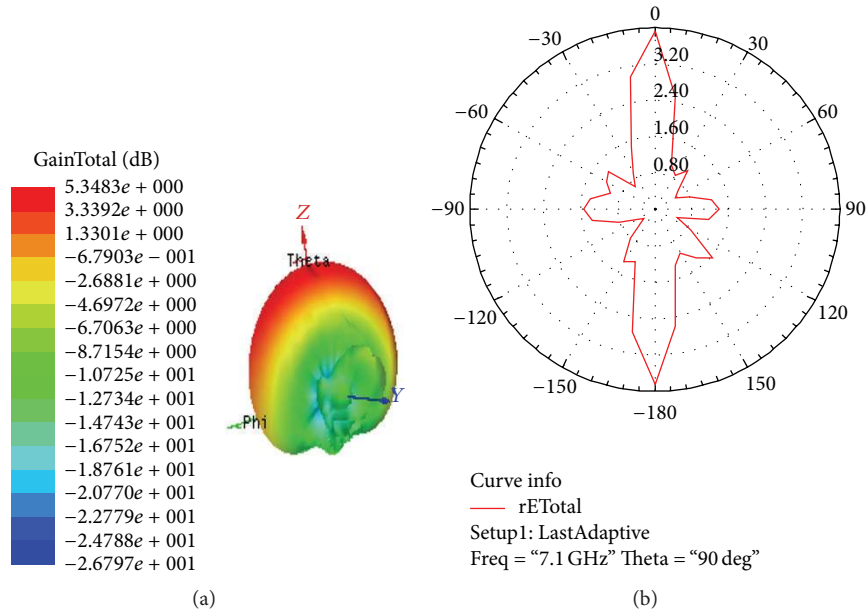 GainTotal (dB)
5.3483e + 000
3.3392e + 000
1.3301e + 000
−6.7903e − 001
−2.6881e + 000
−4.6972e + 000
−6.7063e + 000
−8.7154e + 000
−1.0725e + 001
−1.2734e + 001
−1.4743e + 001
−1.6752e + 001
−1.8761e + 001
−2.0770e + 001
−2.2779e + 001
−2.4788e + 001
−2.6797e + 001
Z
Theta
Y
Phi
(a)
0
−30
30
3.20
2.40
−60
60
1.60
0.80
−90
90
−120
120
−150
150
−180
Curve info
rETotal
Setup1: LastAdaptive
Freq = “7.1 GHz” Theta = “90 deg”
(b)